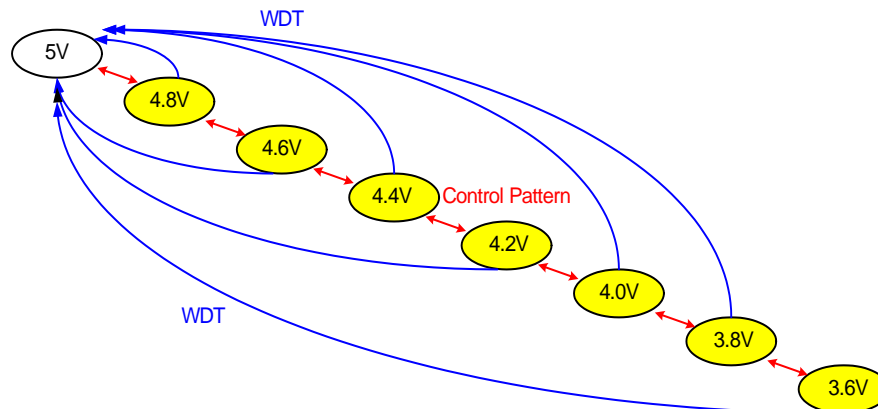 WDT
5V
4.8V
4.6V
4.4V
Control Pattern
4.2V
4.0V
WDT
3.8V
3.6V